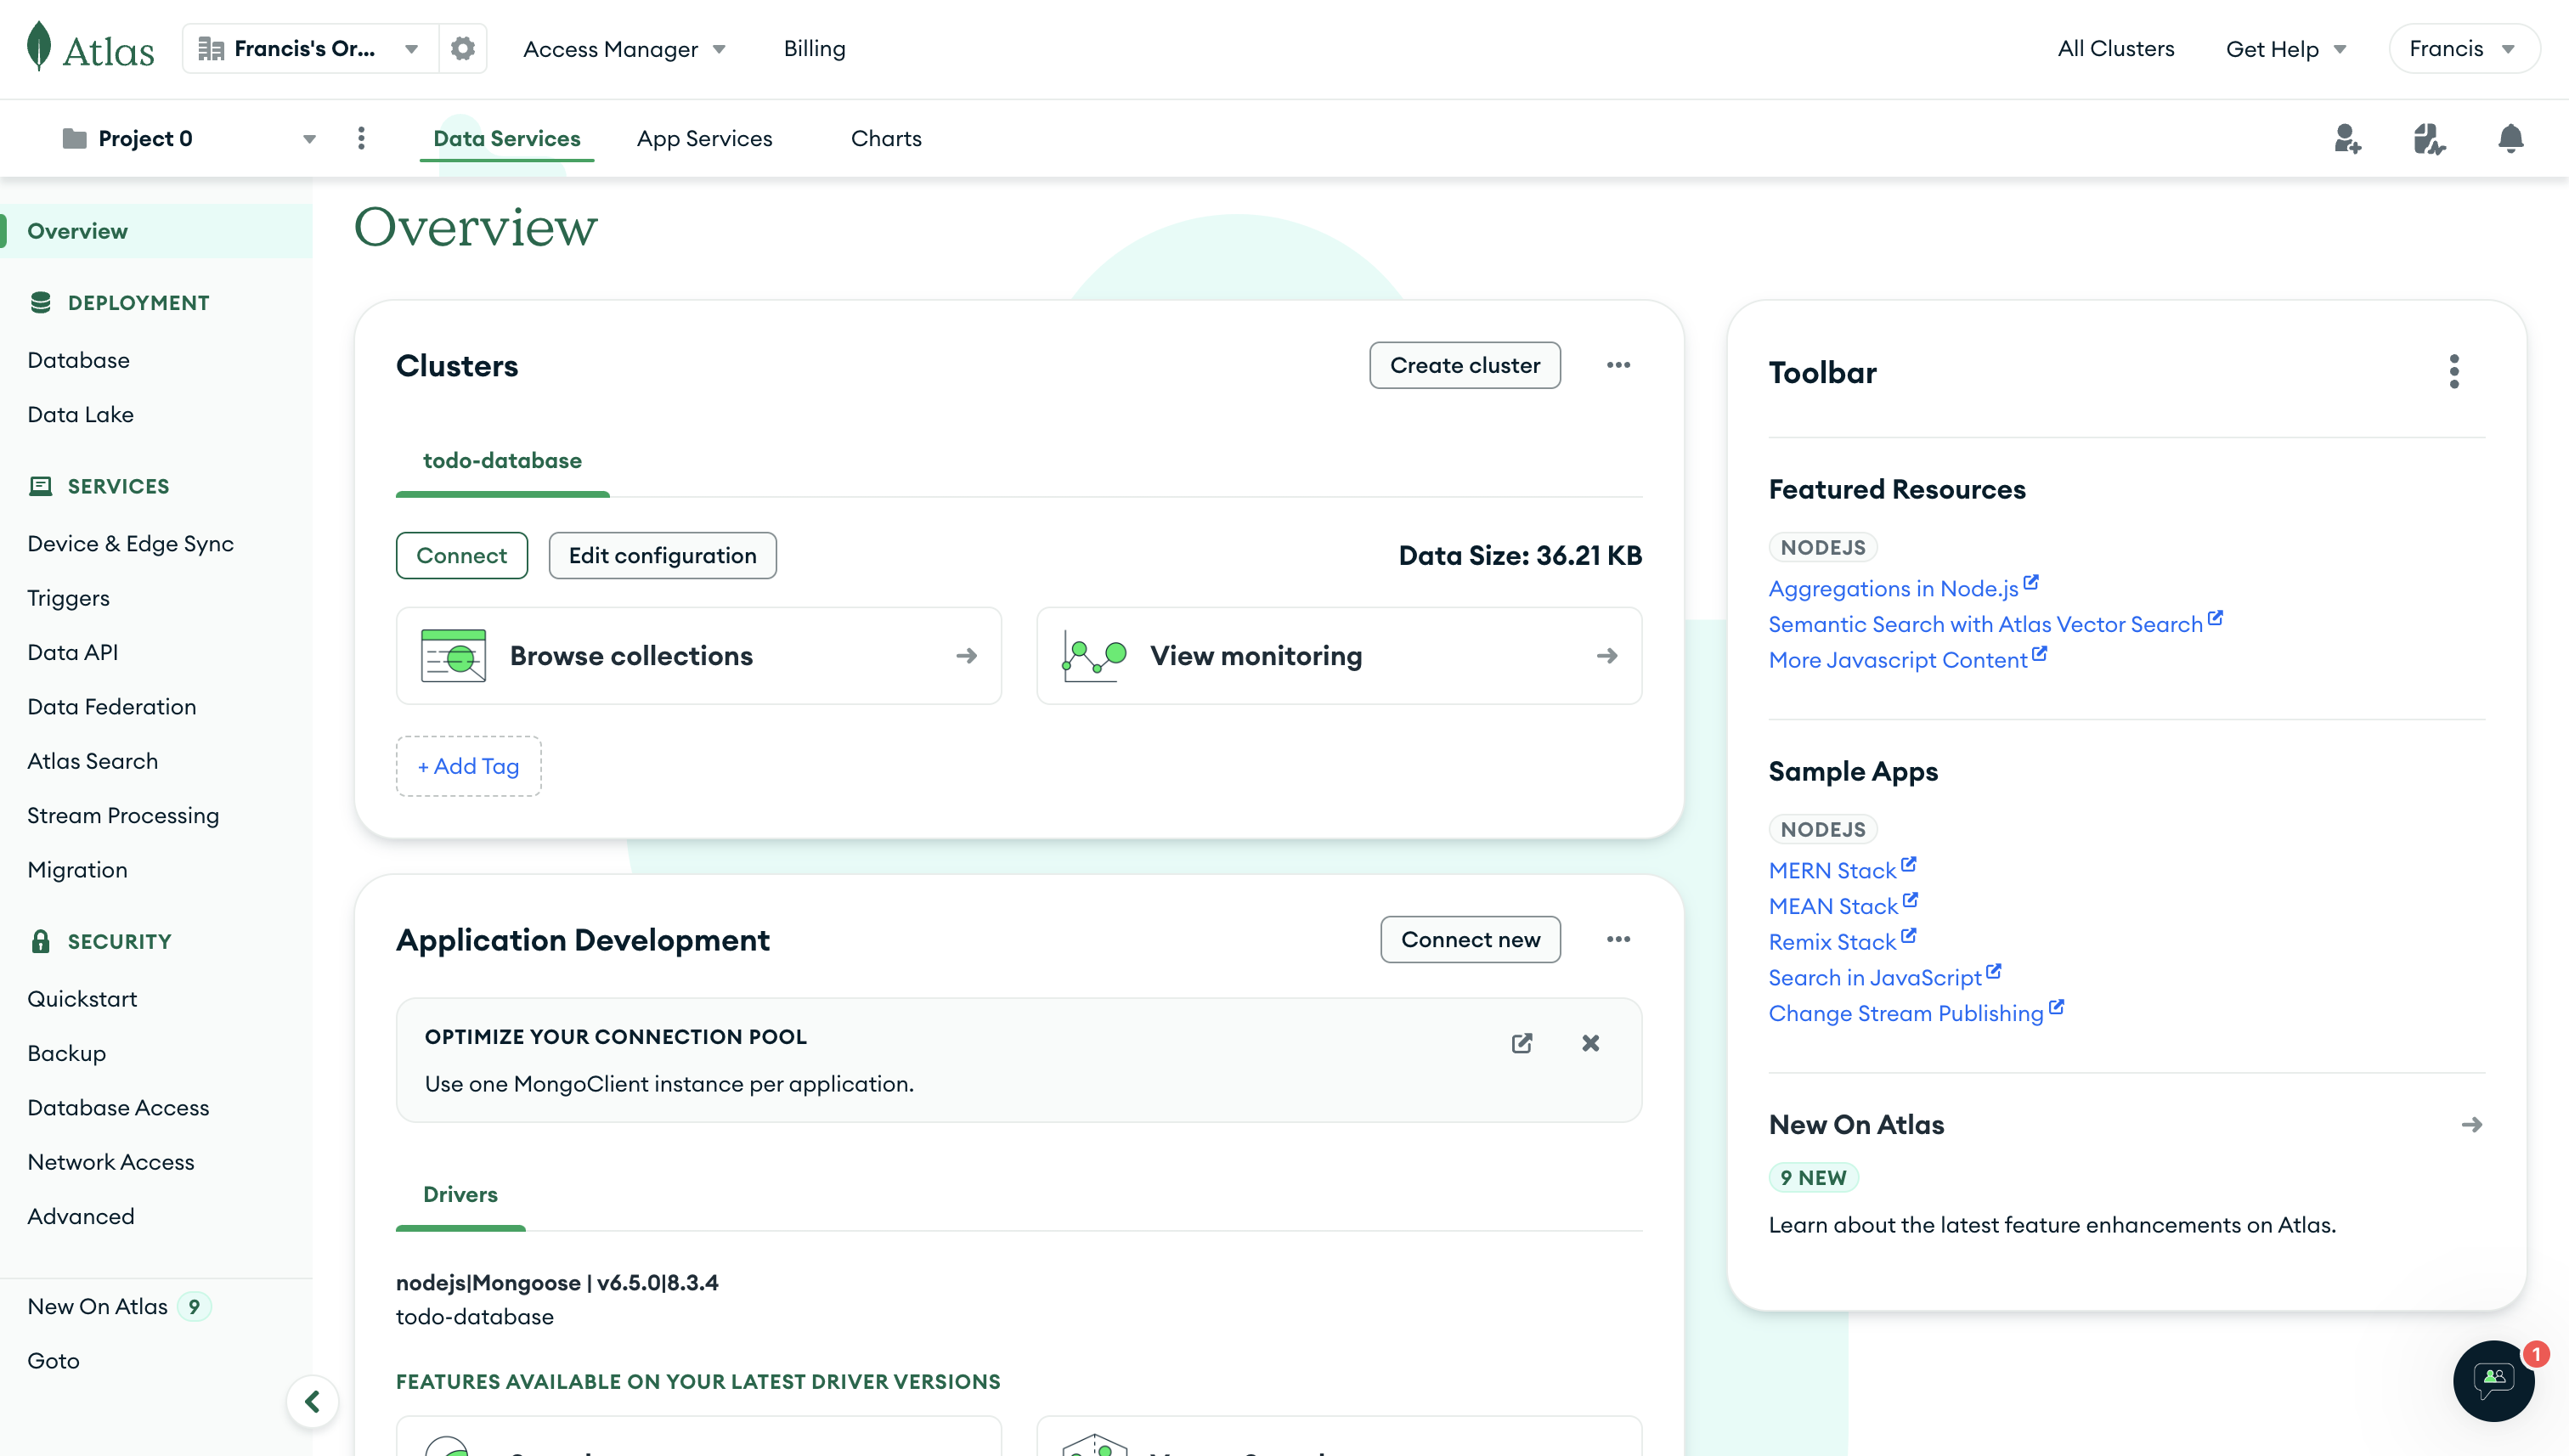 Atlas
Francis's Or...
Access Manager
Billing
All Clusters
Get Help
Francis
Project 0
Data Services
App Services
Charts
Overview
DEPLOYMENT
Database
Data Lake
SERVICES
Device & Edge Sync
Triggers
Data API
Data Federation
Atlas Search
Stream Processing
Migration
SECURITY
Quickstart
Backup
Database Access
Network Access
Advanced
New On Atlas 9
Goto
Overview
Clusters
Create cluster
todo-database
Connect
Edit configuration
Data Size: 36.21 KB
Browse collections
View monitoring
+ Add Tag
Application Development
Connect new
OPTIMIZE YOUR CONNECTION POOL
Use one MongoClient instance per application.
Drivers
nodejs|Mongoose | v6.5.0|8.3.4
todo-database
FEATURES AVAILABLE ON YOUR LATEST DRIVER VERSIONS
Toolbar
Featured Resources
NODEJS
Aggregations in Node.js
Semantic Search with Atlas Vector Search
More Javascript Content
Sample Apps
NODEJS
MERN Stack
MEAN Stack
Remix Stack
Search in JavaScript
Change Stream Publishing
New On Atlas
9 NEW
Learn about the latest feature enhancements on Atlas.
1